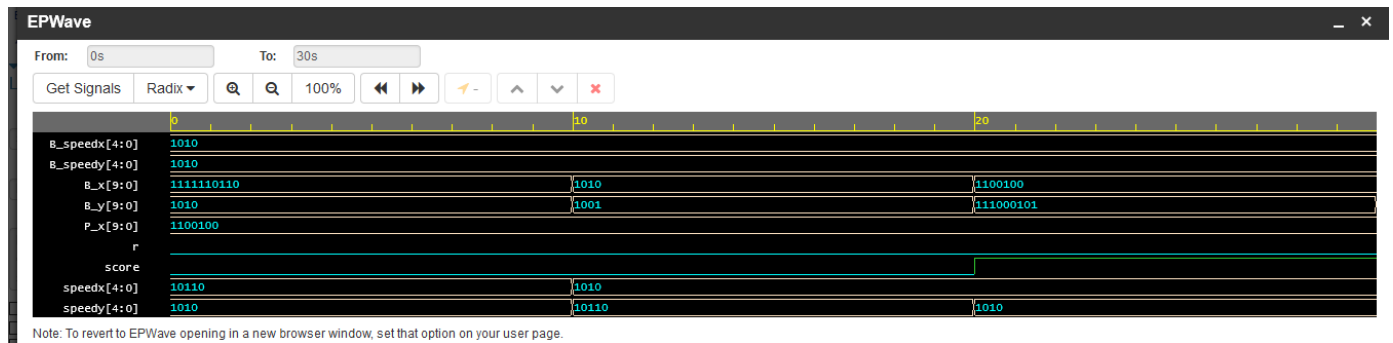 EPWave
From: 0s To: 30s
Get Signals Radix 100% -
0 10 20
B_speedx[4:0] 1010
B_speedy[4:0] 1010
B_x[9:0] 1111110110 1010 1100100
B_y[9:0] 1010 1001 111000101
P_x[9:0] 1100100
r
score
speedx[4:0] 10110 1010
speedy[4:0] 1010 10110 1010
Note: To revert to EPWave opening in a new browser window, set that option on your user page.